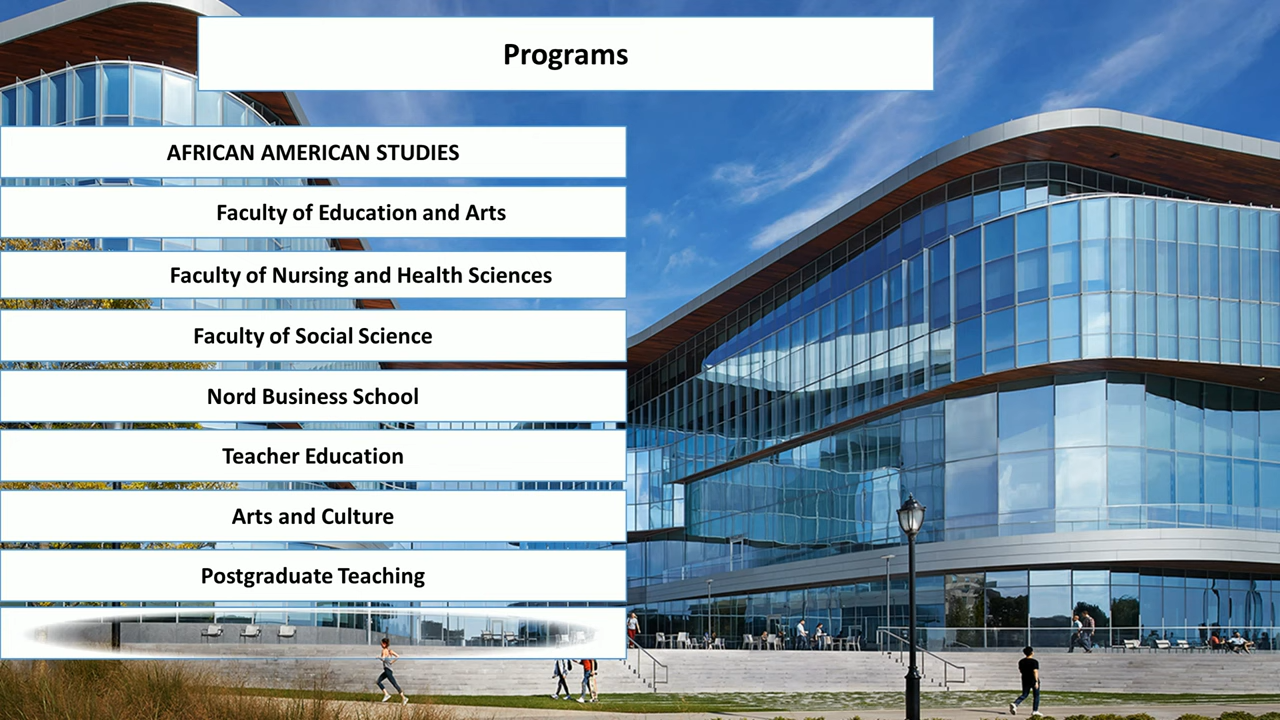 Programs
AFRICAN AMERICAN STUDIES
Faculty of Education and Arts
Faculty of Nursing and Health Sciences
Faculty of Social Science
Nord Business School
Teacher Education
Arts and Culture
Postgraduate Teaching